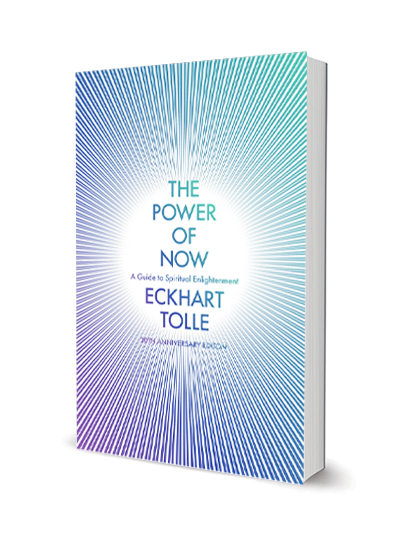 THE
POWER
OF
NOW
A Guide to Spiritual Enlightenment
ECKHART
TOLLE
20TH ANNIVERSARY EDITION